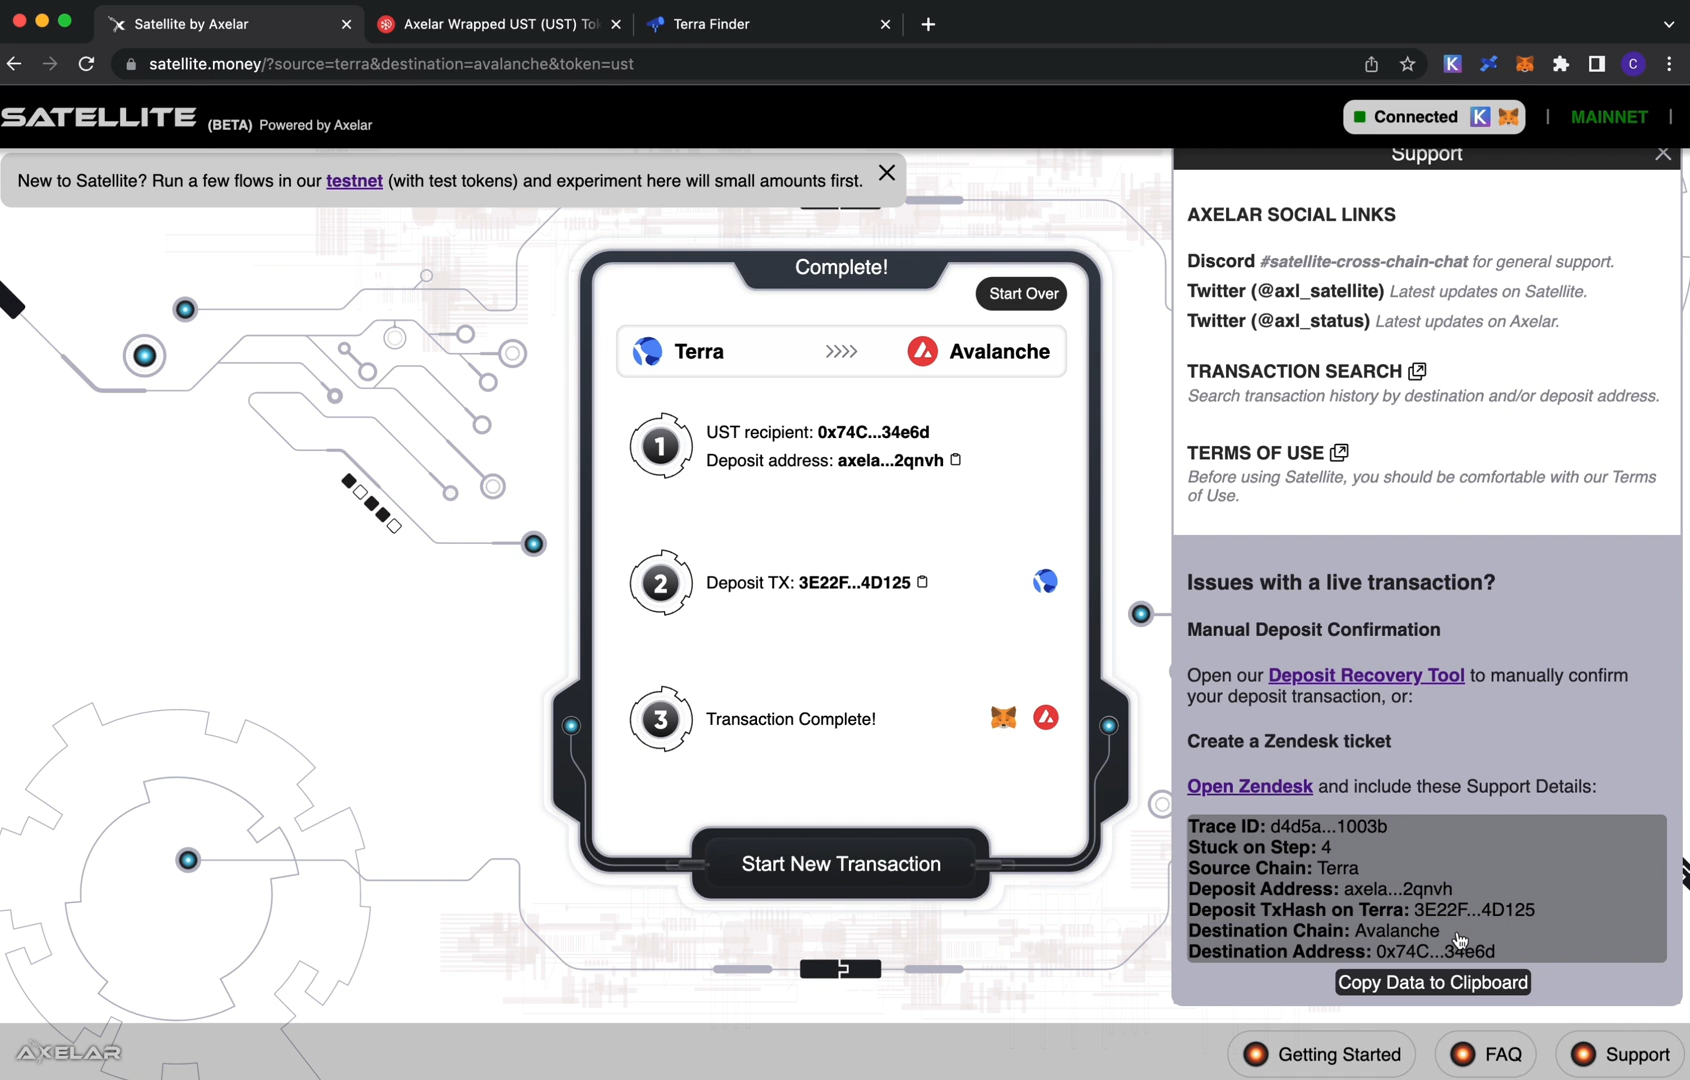 Satellite by Axelar
Axelar Wrapped UST (UST) To
Terra Finder
satellite.money/?source=terra&destination=avalanche&token=ust
K
C
SATELLITE (BETA) Powered by Axelar
Connected K
MAINNET
New to Satellite? Run a few flows in our testnet (with test tokens) and experiment here will small amounts first.
Complete!
Start Over
Terra >>>> Avalanche
1
UST recipient: 0x74C...34e6d
Deposit address: axela...2qnvh
2
Deposit TX: 3E22F...4D125
3
Transaction Complete!
Start New Transaction
Support
AXELAR SOCIAL LINKS
Discord #satellite-cross-chain-chat for general support.
Twitter (@axl_satellite) Latest updates on Satellite.
Twitter (@axl_status) Latest updates on Axelar.
TRANSACTION SEARCH
Search transaction history by destination and/or deposit address.
TERMS OF USE
Before using Satellite, you should be comfortable with our Terms
of Use.
Issues with a live transaction?
Manual Deposit Confirmation
Open our Deposit Recovery Tool to manually confirm
your deposit transaction, or:
Create a Zendesk ticket
Open Zendesk and include these Support Details:
Trace ID: d4d5a...1003b
Stuck on Step: 4
Source Chain: Terra
Deposit Address: axela...2qnvh
Deposit TxHash on Terra: 3E22F...4D125
Destination Chain: Avalanche
Destination Address: 0x74C...34e6d
Copy Data to Clipboard
AXELAR
Getting Started
FAQ
Support